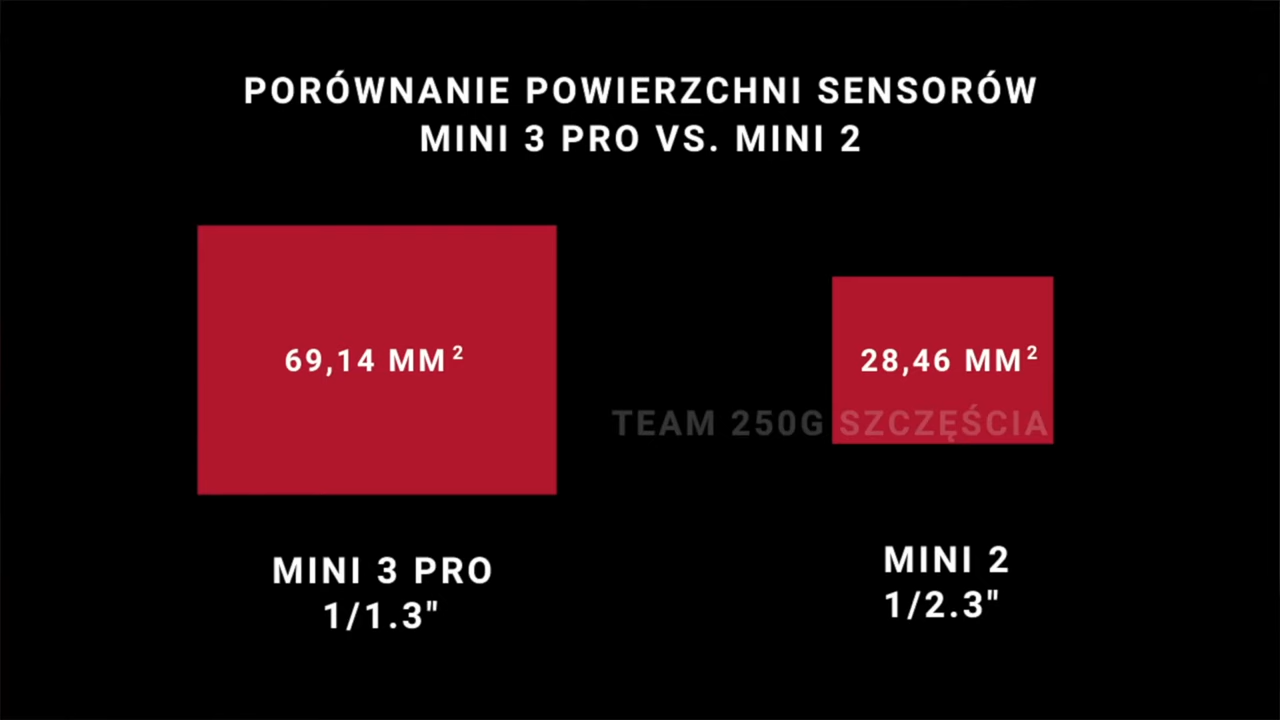 PORÓWNANIE POWIERZCHNI SENSORÓW
MINI 3 PRO VS. MINI 2
69,14 MM²
28,46 MM²
TEAM 250G SZCZĘŚCIA
MINI 3 PRO
1/1.3"
MINI 2
1/2.3"